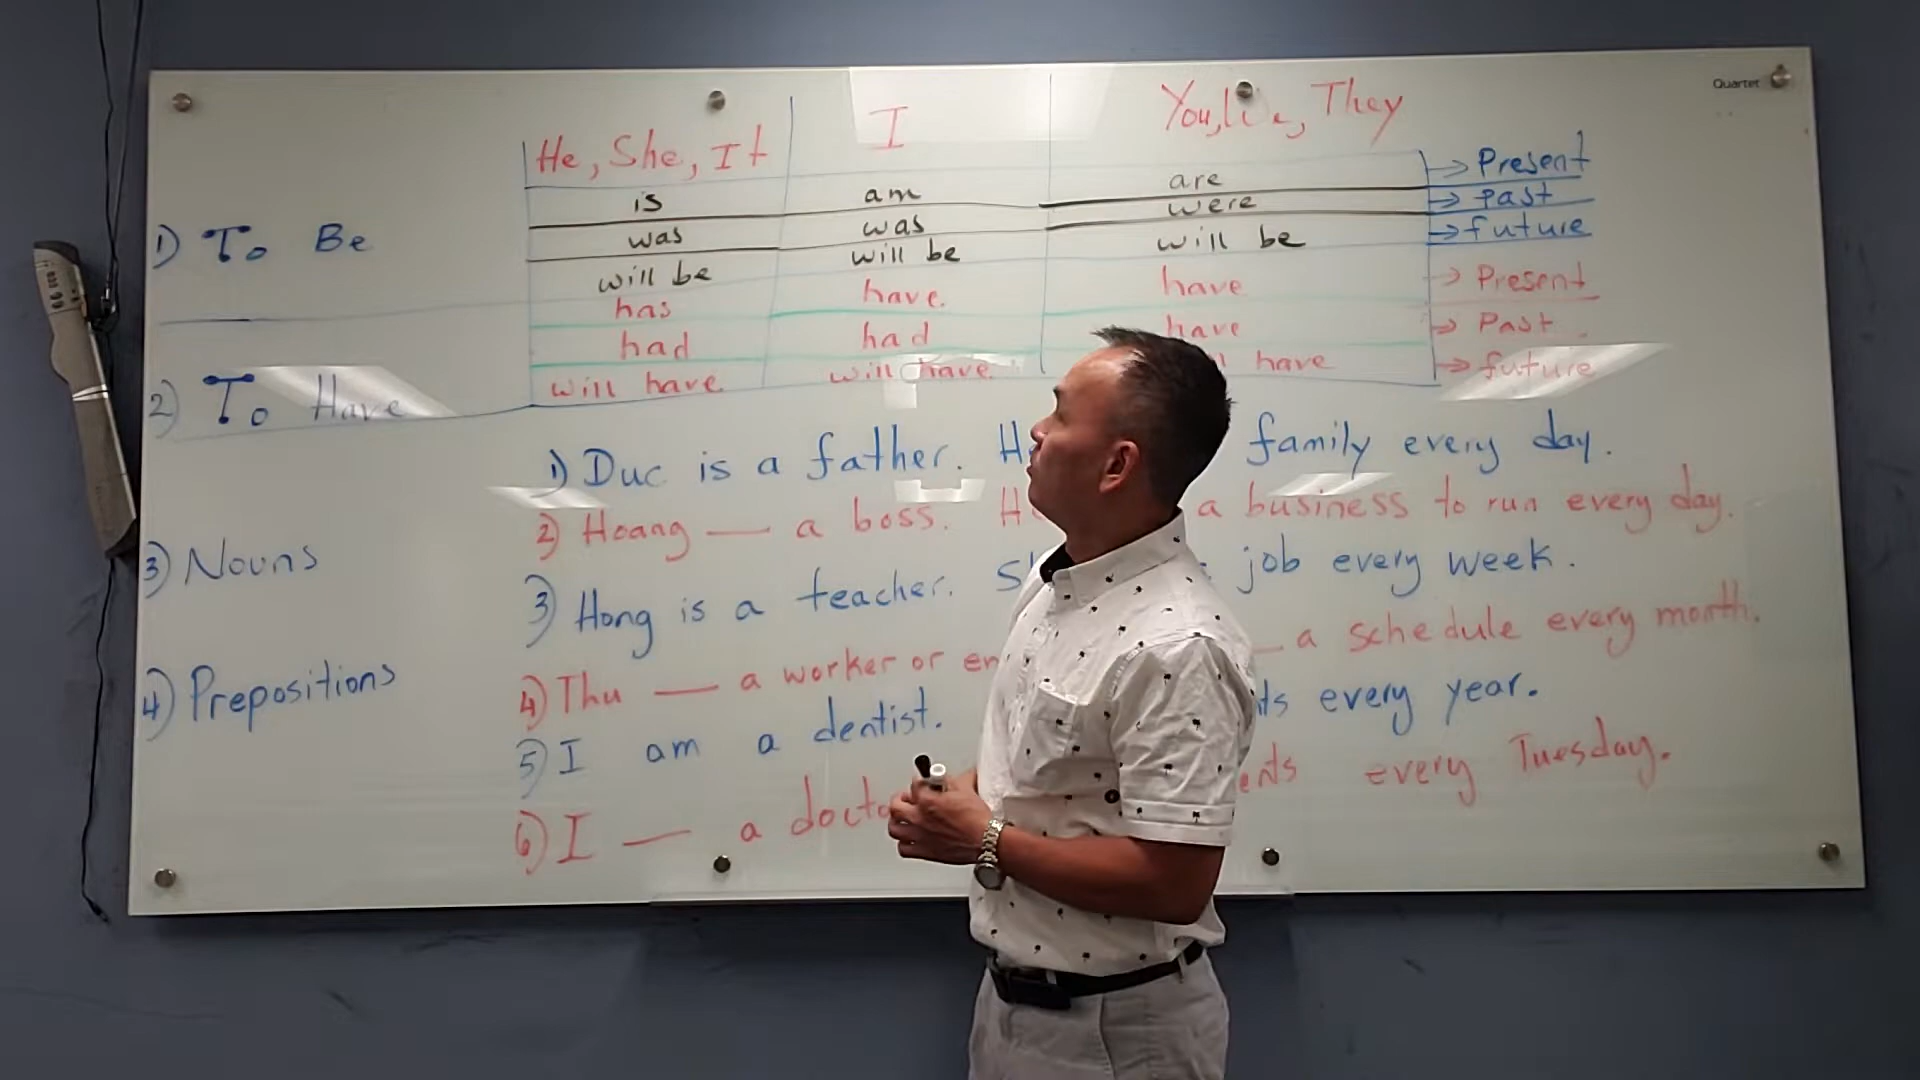 Quartet
He, She, It I You, We, They
is am are → Present
was was were → past
will be will be will be → future
1) To Be
has have have → Present
had had have → Past
will have will have have → future
2) To Have
1) Duc is a father. family every day.
2) Hoang — a boss. a business to run every day.
3) Nouns
3) Hong is a teacher. job every week.
4) Thu — a worker or — a schedule every month.
4) Prepositions
5) I am a dentist. every year.
6) I — a every Tuesday.